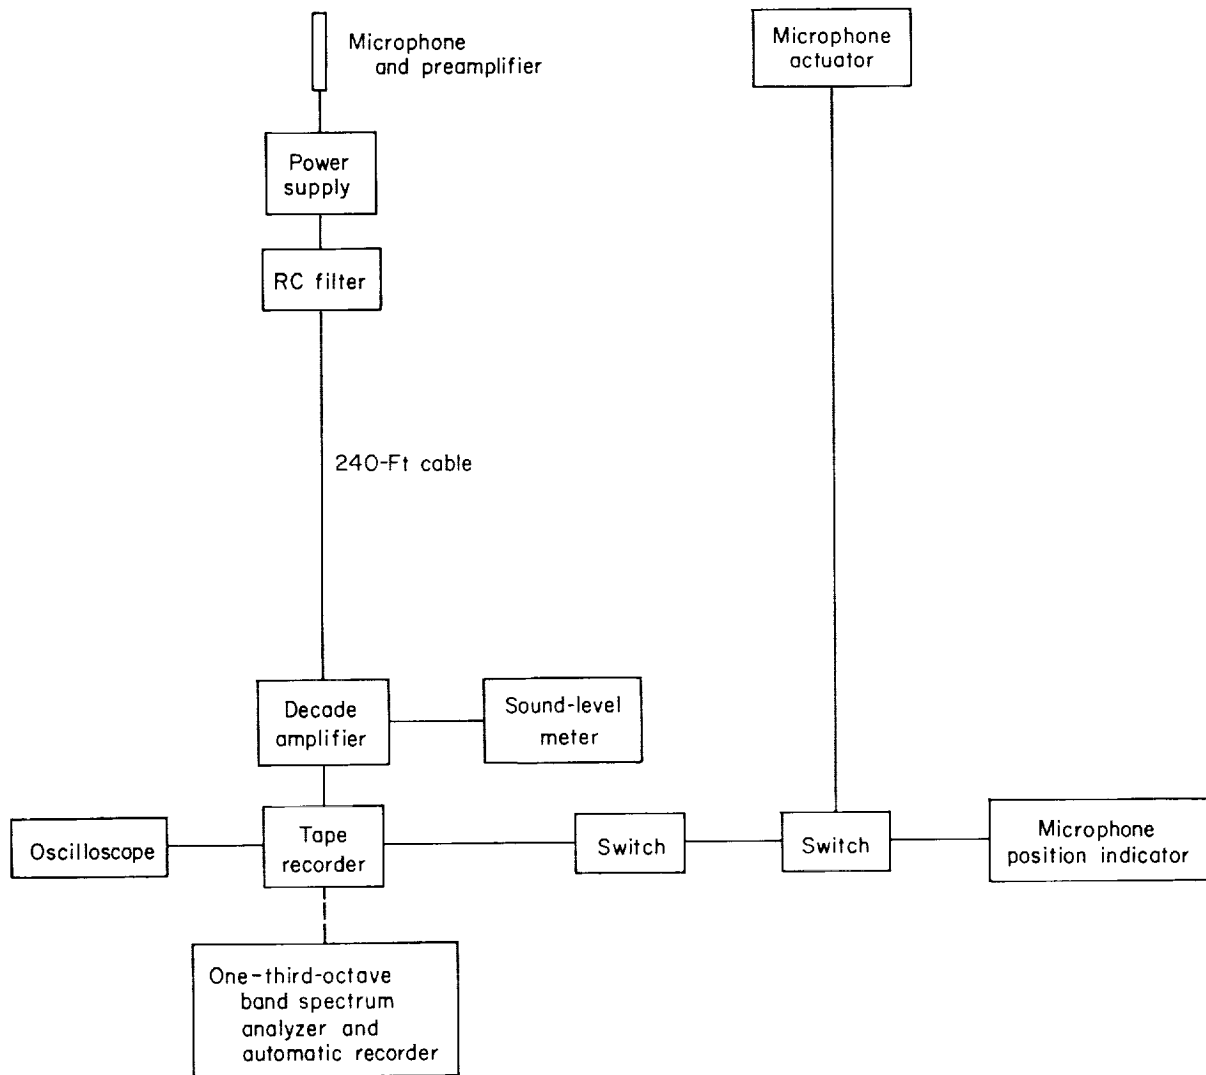 Microphone
and preamplifier
Microphone
actuator
Power
supply
RC filter
240-Ft cable
Decade
amplifier
Sound-level
meter
Oscilloscope
Tape
recorder
Switch
Switch
Microphone
position indicator
One-third-octave
band spectrum
analyzer and
automatic recorder